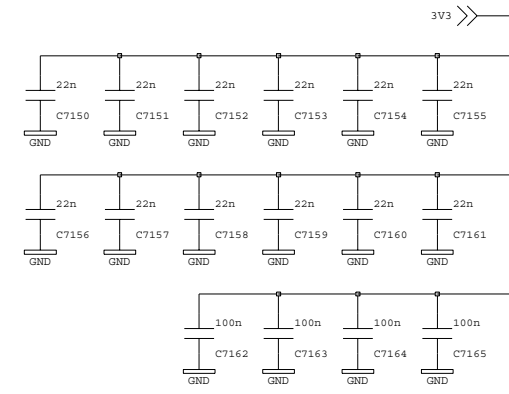 3V3
22n 22n 22n 22n 22n 22n
C7150 C7151 C7152 C7153 C7154 C7155
GND GND GND GND GND GND
22n 22n 22n 22n 22n 22n
C7156 C7157 C7158 C7159 C7160 C7161
GND GND GND GND GND GND
100n 100n 100n 100n
C7162 C7163 C7164 C7165
GND GND GND GND